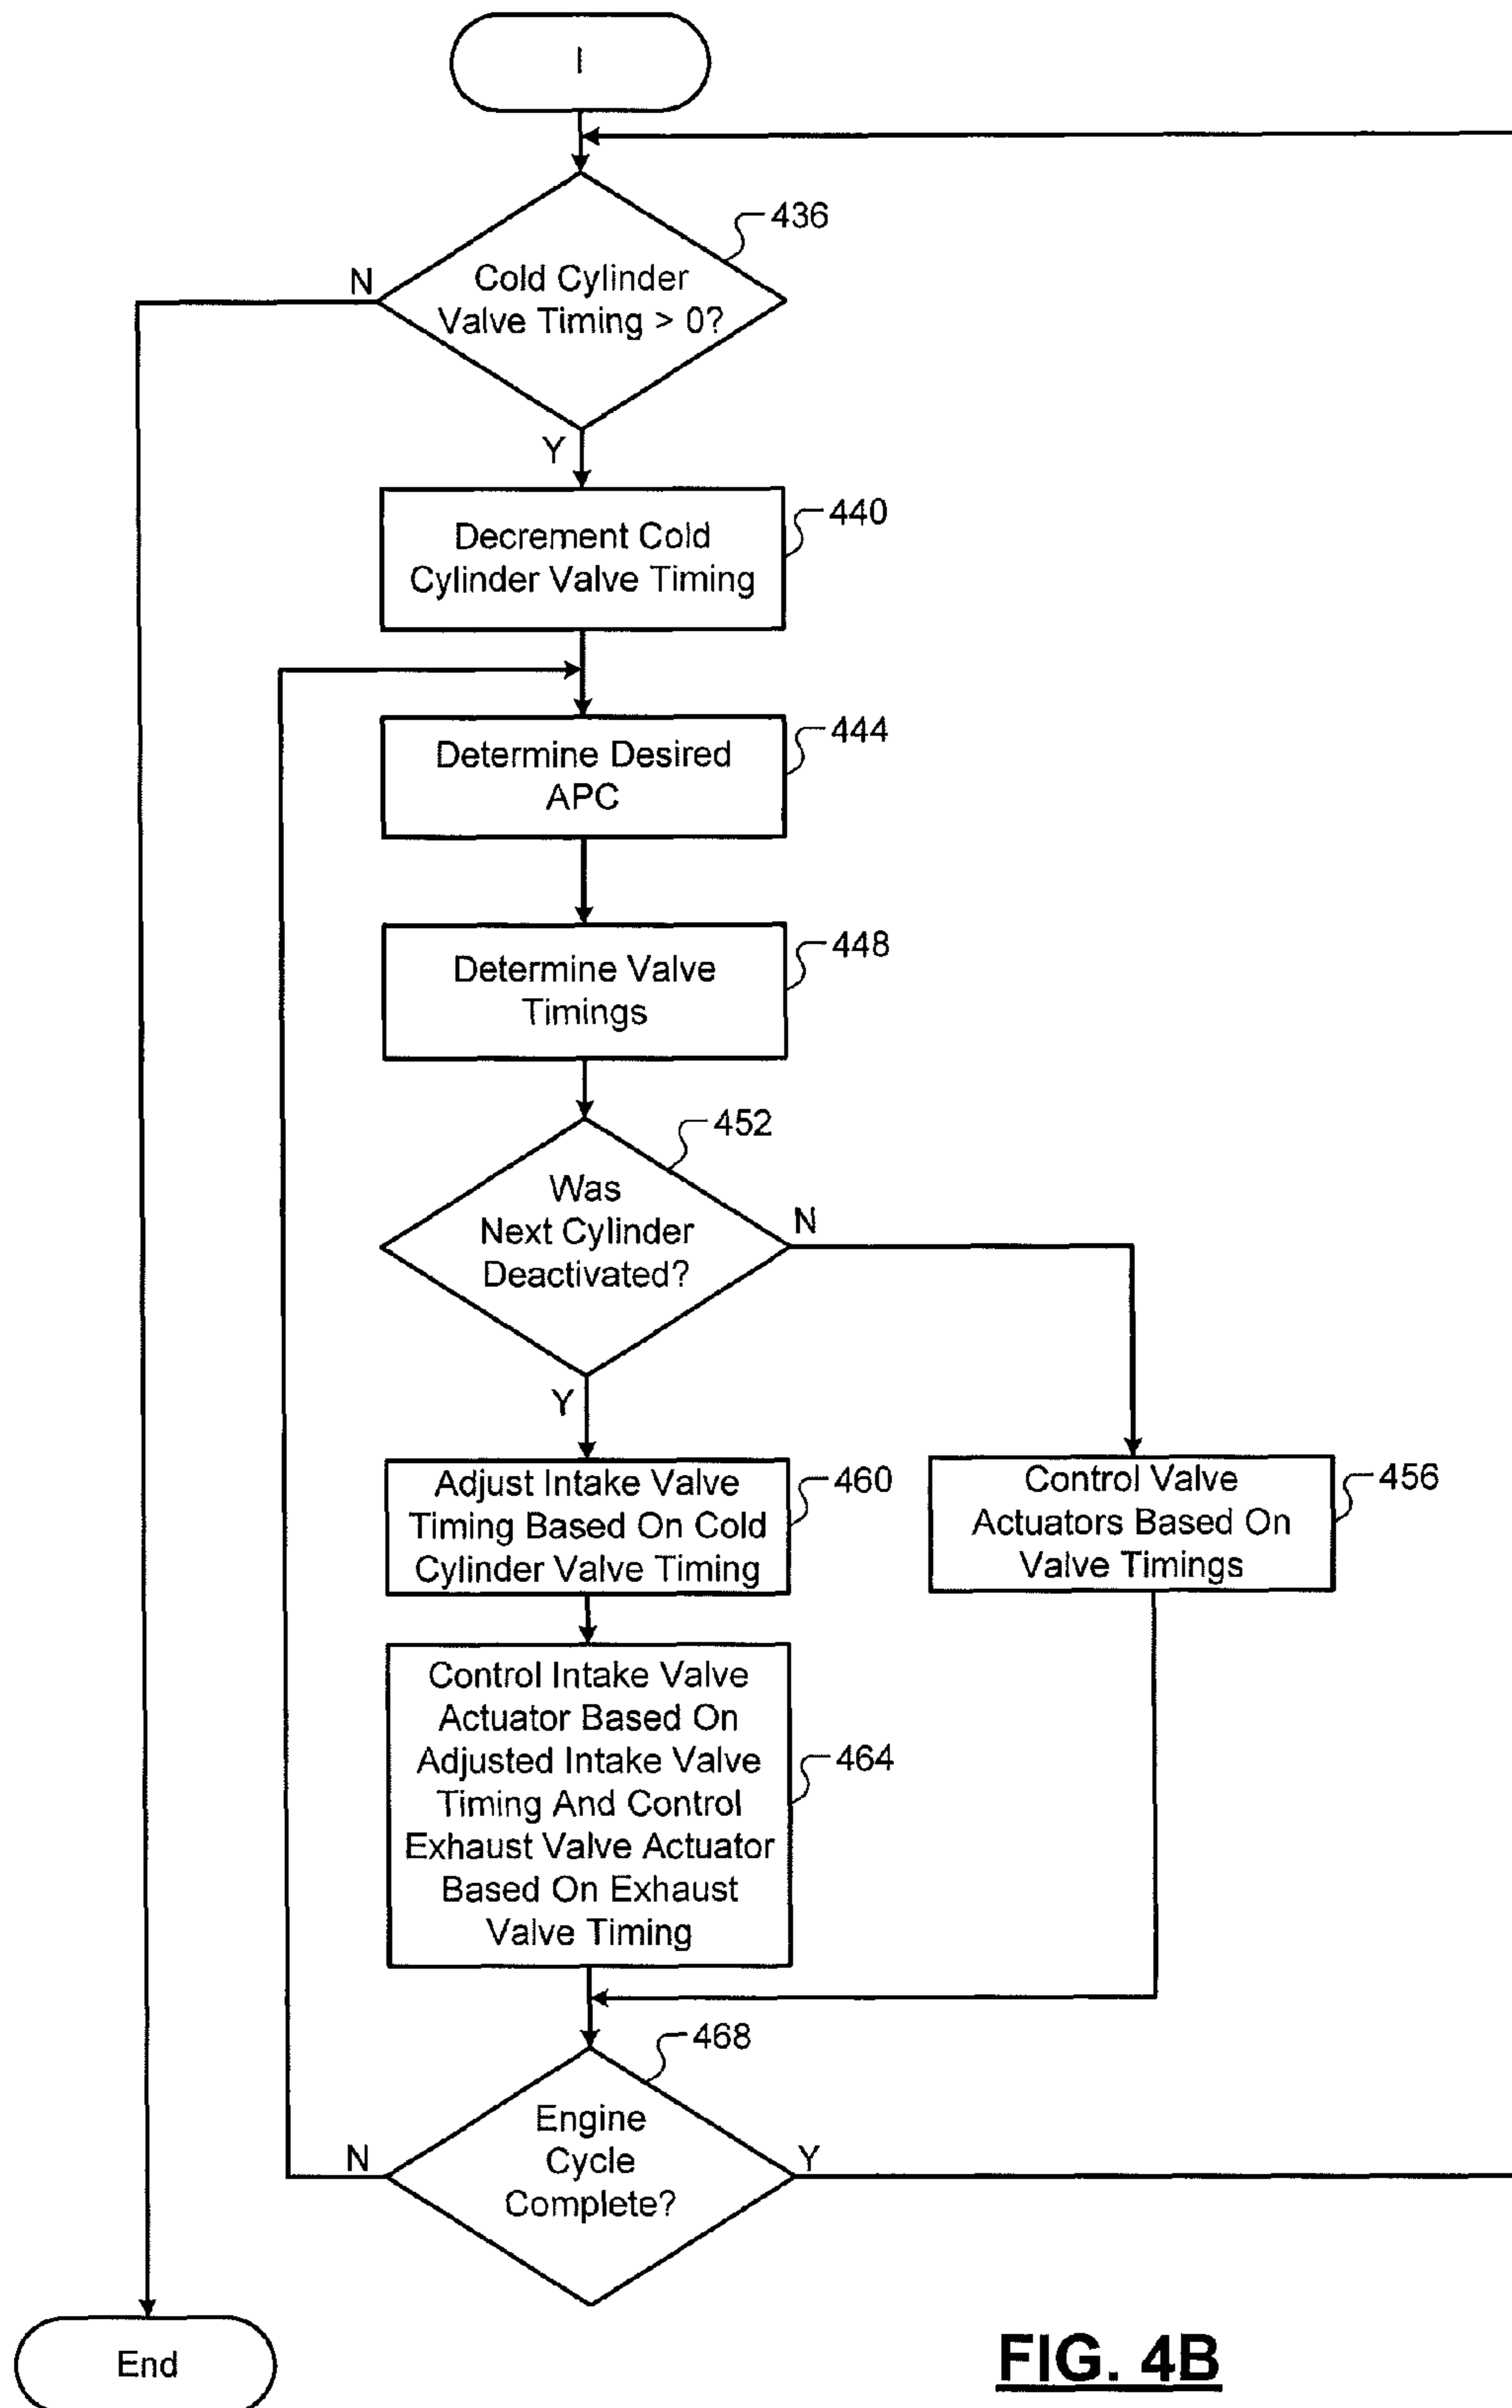 I
436
Cold Cylinder
Valve Timing > 0?
N
Y
440
Decrement Cold
Cylinder Valve Timing
444
Determine Desired
APC
448
Determine Valve
Timings
452
Was
Next Cylinder
Deactivated?
N
Y
460
Adjust Intake Valve
Timing Based On Cold
Cylinder Valve Timing
456
Control Valve
Actuators Based On
Valve Timings
464
Control Intake Valve
Actuator Based On
Adjusted Intake Valve
Timing And Control
Exhaust Valve Actuator
Based On Exhaust
Valve Timing
468
Engine
Cycle
Complete?
N
Y
End
FIG. 4B